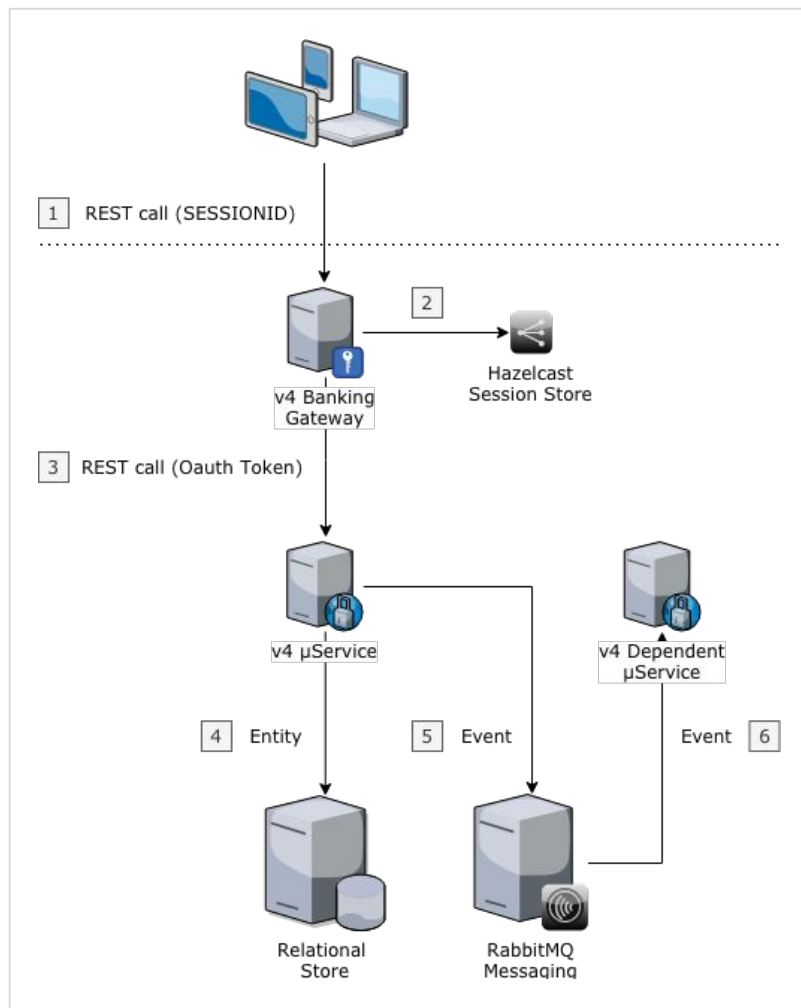 1 REST call (SESSIONID)
2
Hazelcast
Session Store
v4 Banking
Gateway
3 REST call (Oauth Token)
v4 µService
v4 Dependent
µService
4 Entity
5 Event
Event 6
Relational
Store
RabbitMQ
Messaging